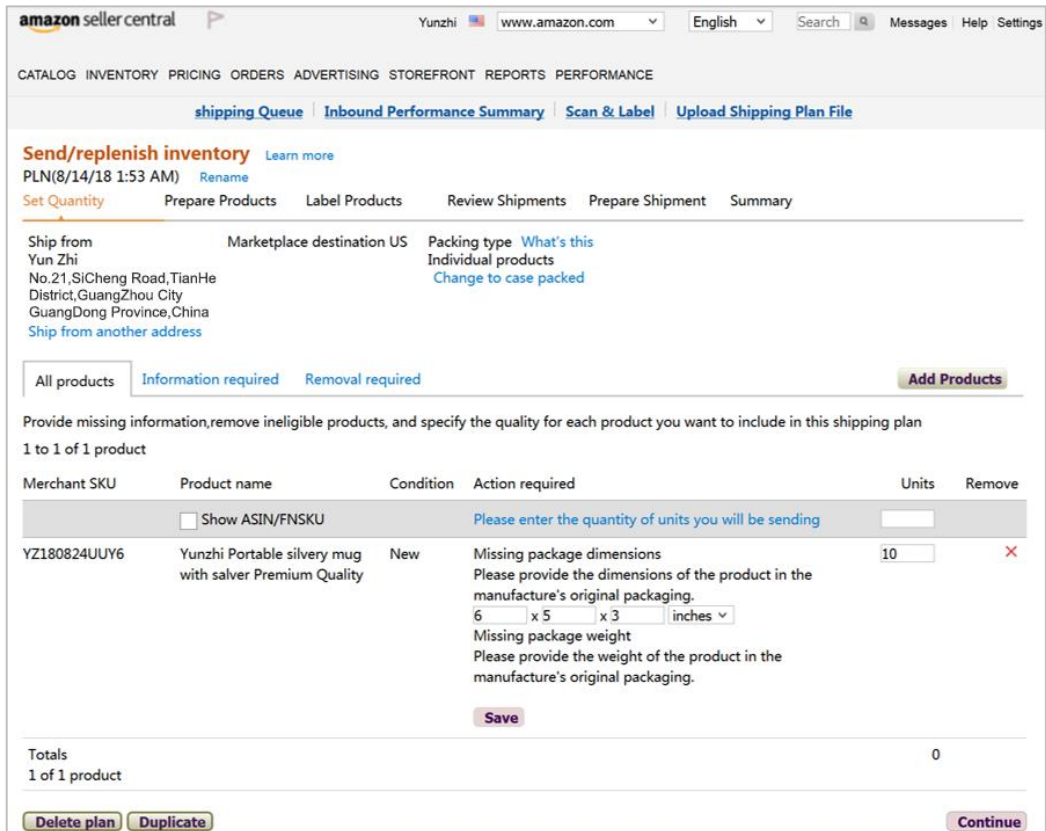 amazon seller central Yunzhi www.amazon.com English Search Messages Help Settings
CATALOG INVENTORY PRICING ORDERS ADVERTISING STOREFRONT REPORTS PERFORMANCE
shipping Queue Inbound Performance Summary Scan & Label Upload Shipping Plan File
Send/replenish inventory Learn more
PLN(8/14/18 1:53 AM) Rename
Set Quantity Prepare Products Label Products Review Shipments Prepare Shipment Summary
Ship from Marketplace destination US Packing type What's this
Yun Zhi Individual products
No.21,SiCheng Road,TianHe Change to case packed
District,GuangZhou City
GuangDong Province,China
Ship from another address
All products Information required Removal required Add Products
Provide missing information,remove ineligible products, and specify the quality for each product you want to include in this shipping plan
1 to 1 of 1 product
Merchant SKU Product name Condition Action required Units Remove
Show ASIN/FNSKU Please enter the quantity of units you will be sending
YZ180824UUY6 Yunzhi Portable silvery mug New Missing package dimensions 10
with salver Premium Quality Please provide the dimensions of the product in the
manufacture's original packaging.
6 x 5 x 3 inches
Missing package weight
Please provide the weight of the product in the
manufacture's original packaging.
Save
Totals 0
1 of 1 product
Delete plan Duplicate Continue